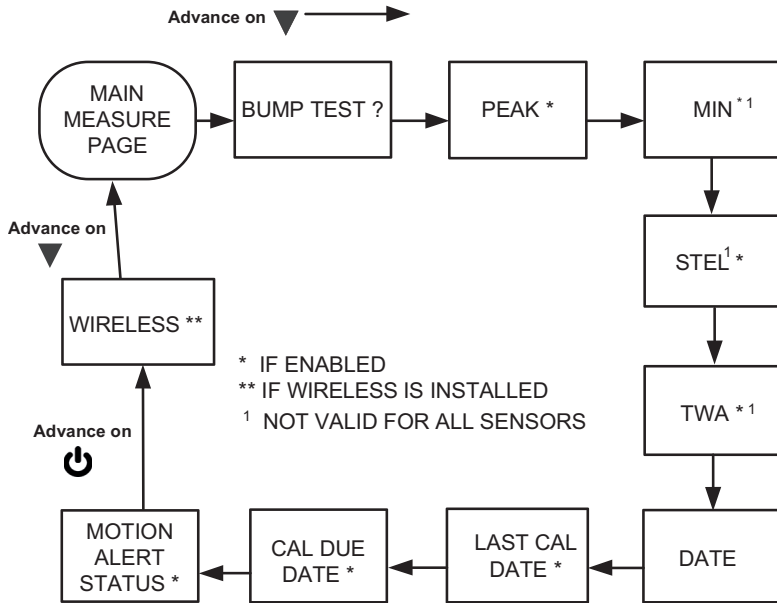 Advance on
MAIN
MEASURE
PAGE
BUMP TEST ?
PEAK *
MIN * 1
STEL 1 *
TWA * 1
DATE
LAST CAL
DATE *
CAL DUE
DATE *
MOTION
ALERT
STATUS *
Advance on
WIRELESS **
Advance on
* IF ENABLED
** IF WIRELESS IS INSTALLED
1 NOT VALID FOR ALL SENSORS